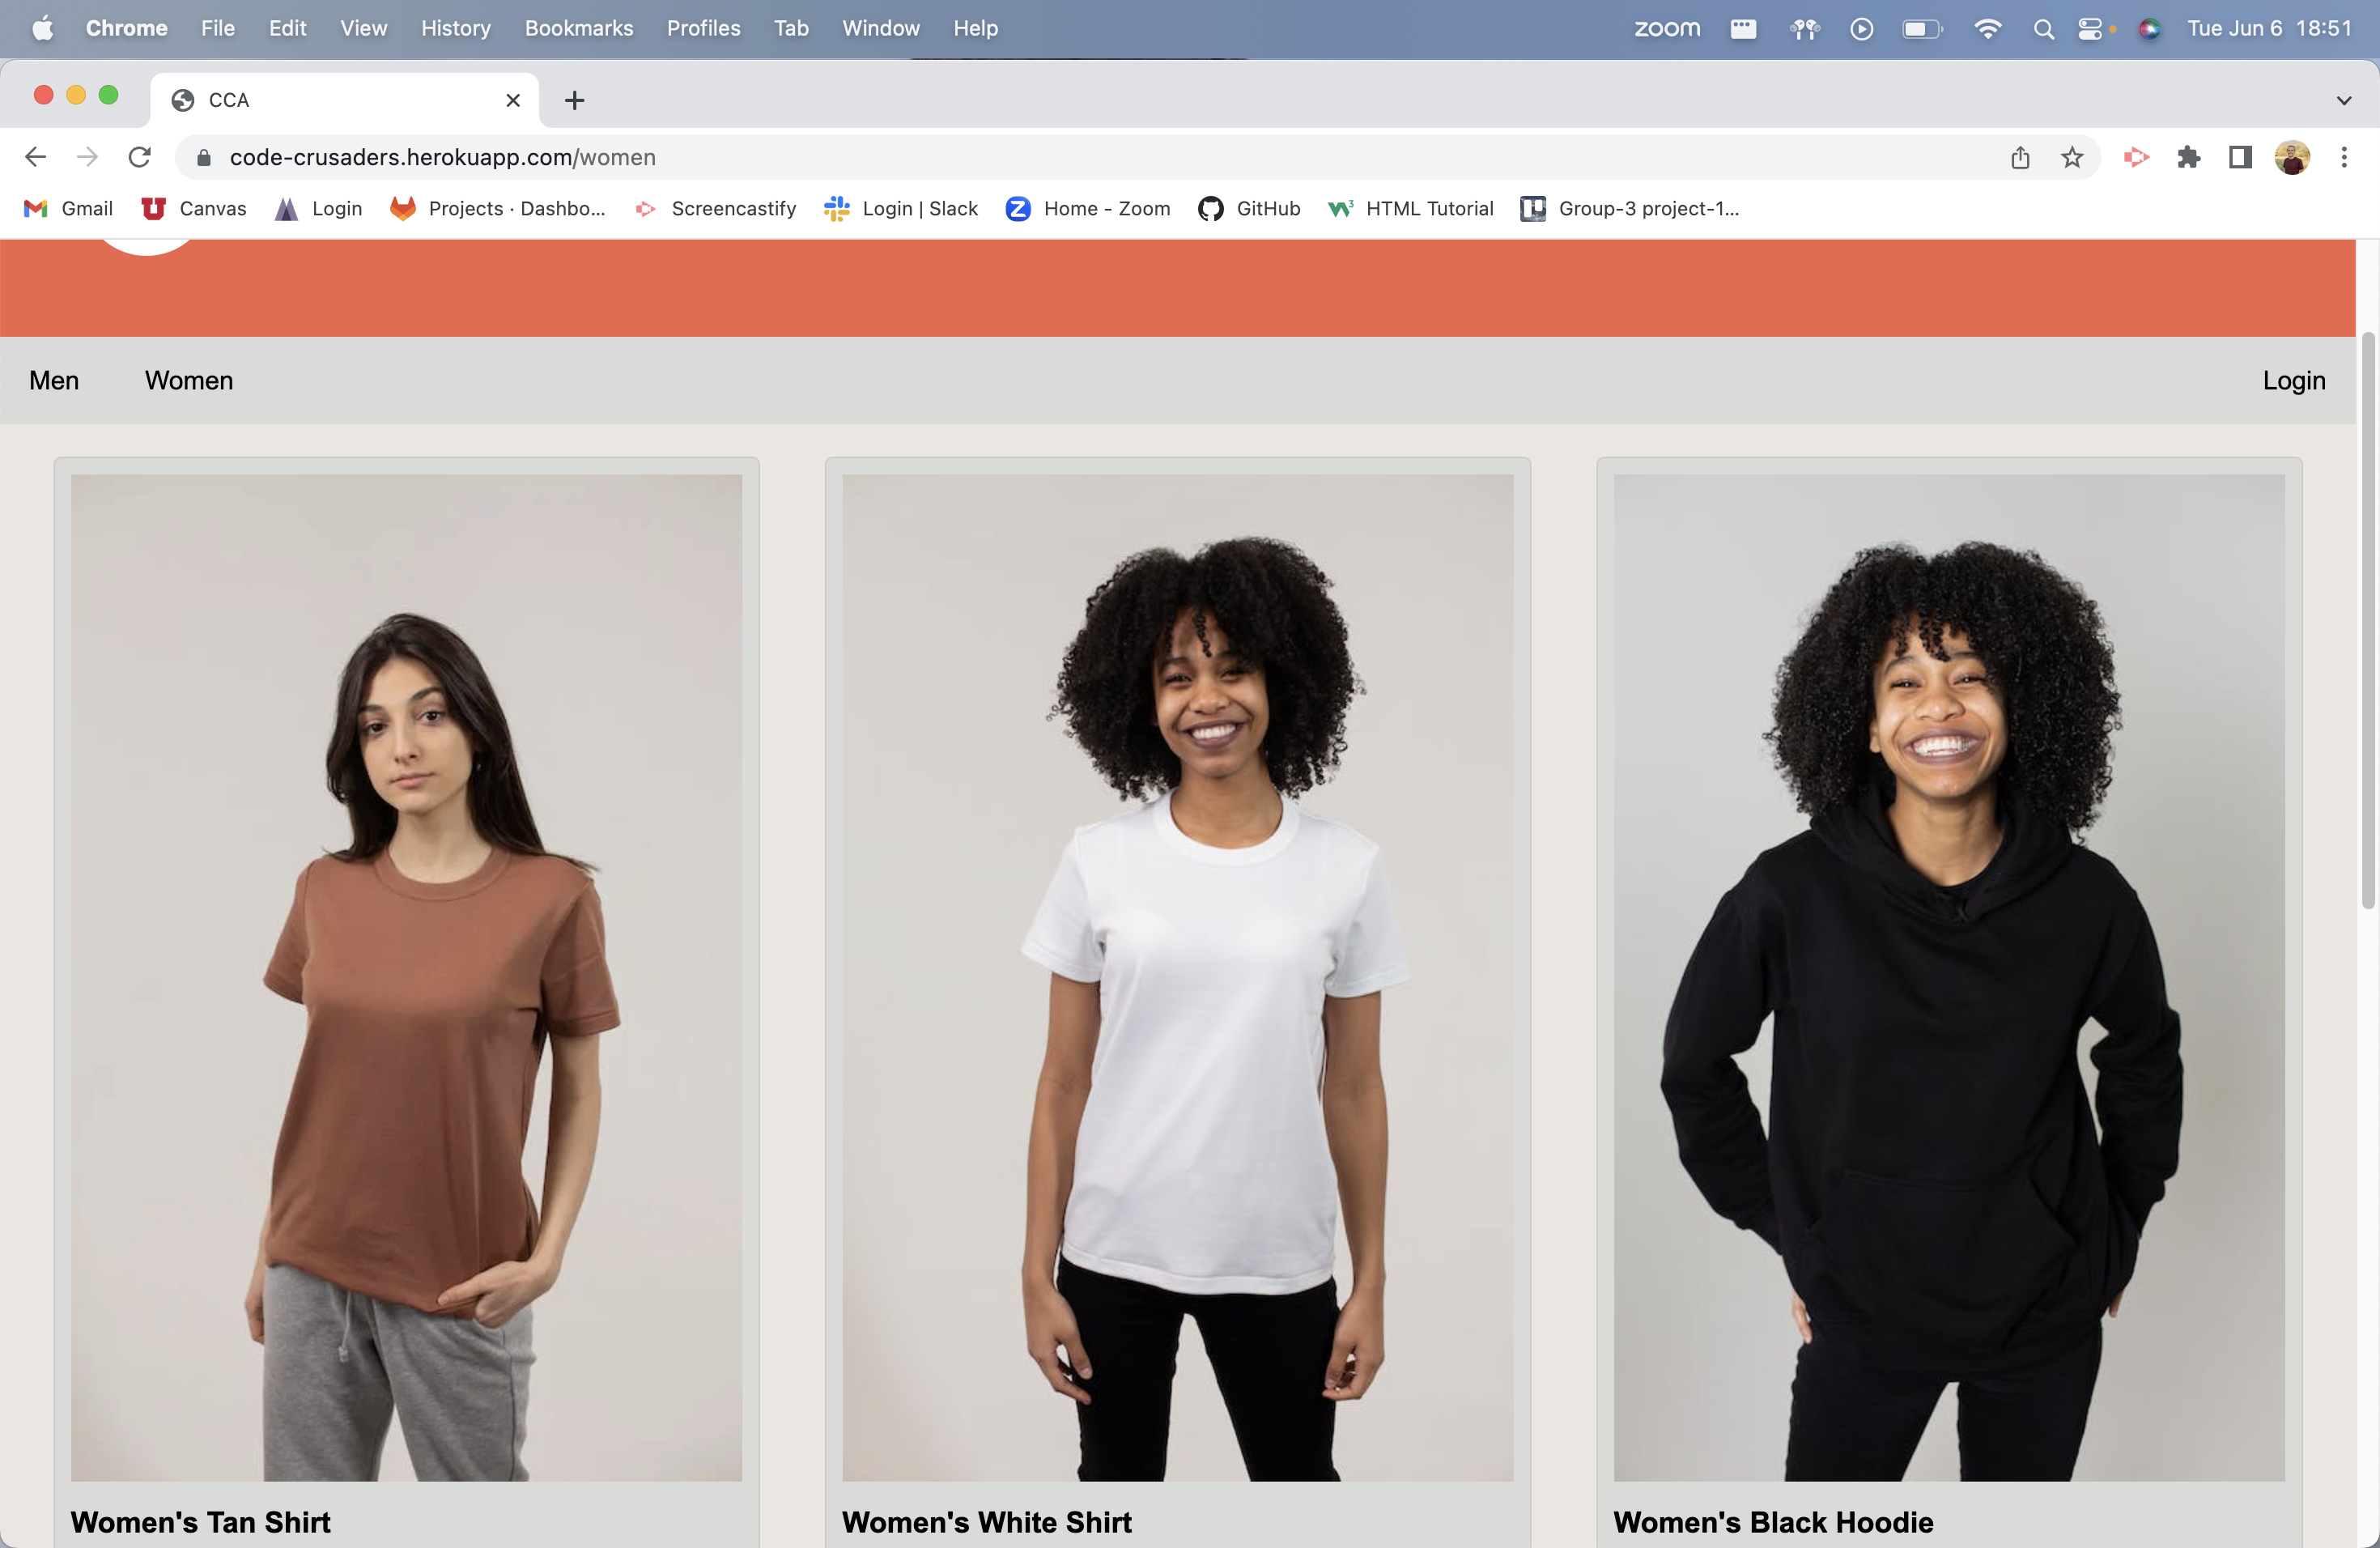 Chrome File Edit View History Bookmarks Profiles Tab Window Help zoom Tue Jun 6 18:51
CCA
code-crusaders.herokuapp.com/women
Gmail Canvas Login Projects · Dashbo... Screencastify Login | Slack Home - Zoom GitHub HTML Tutorial Group-3 project-1...
Men Women Login
Women's Tan Shirt Women's White Shirt Women's Black Hoodie